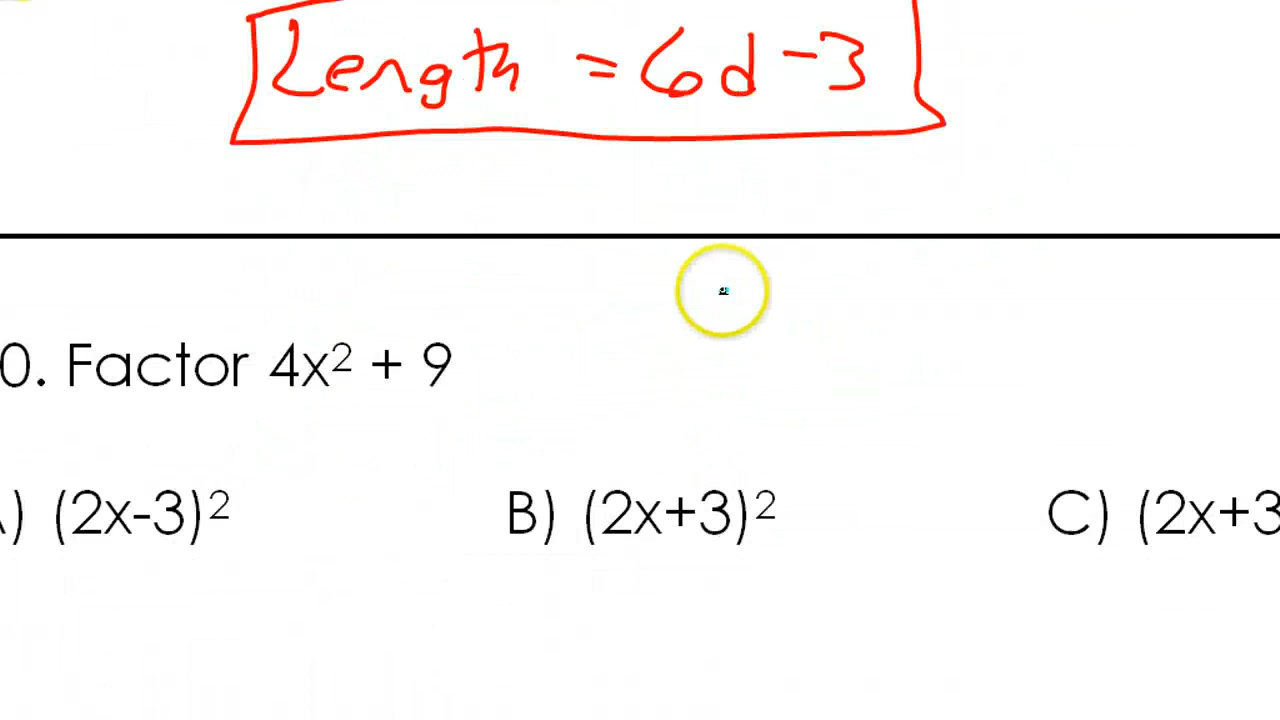 Length = 6d - 3
0. Factor 4x² + 9
A) (2x-3)² B) (2x+3)² C) (2x+3